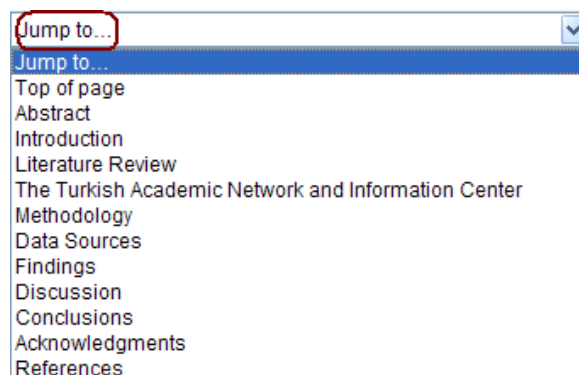 Jump to...
Jump to...
Top of page
Abstract
Introduction
Literature Review
The Turkish Academic Network and Information Center
Methodology
Data Sources
Findings
Discussion
Conclusions
Acknowledgments
References